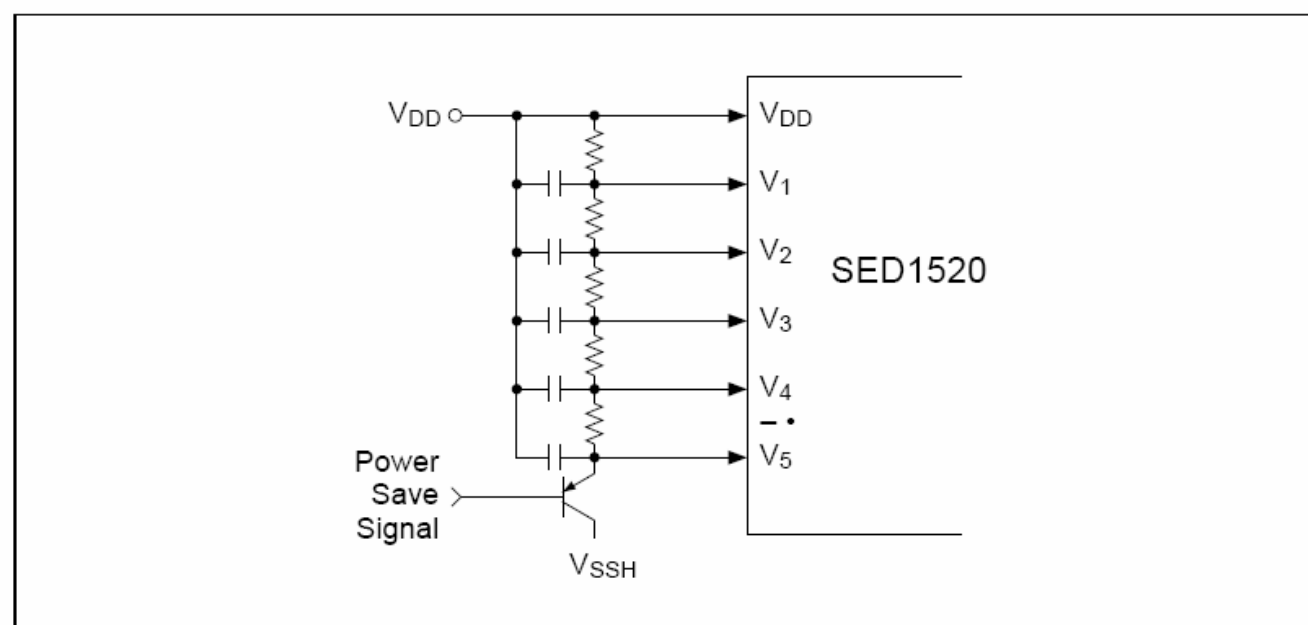 VDD
VDD
V1
V2
SED1520
V3
V4
V5
Power
Save
Signal
VSSH